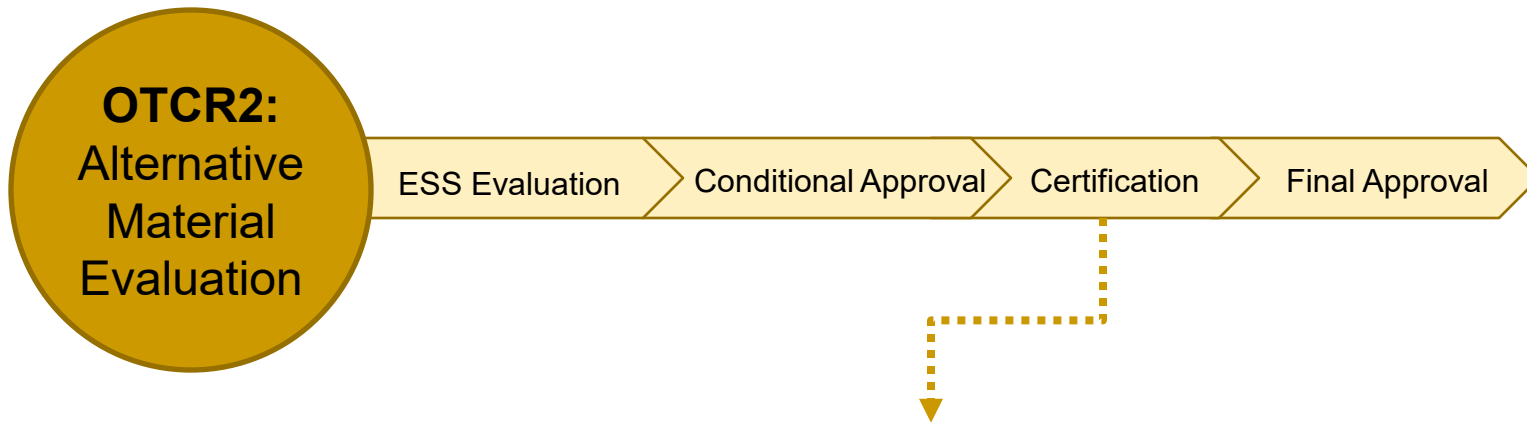 OTCR2:
Alternative
Material
Evaluation
ESS Evaluation
Conditional Approval
Certification
Final Approval